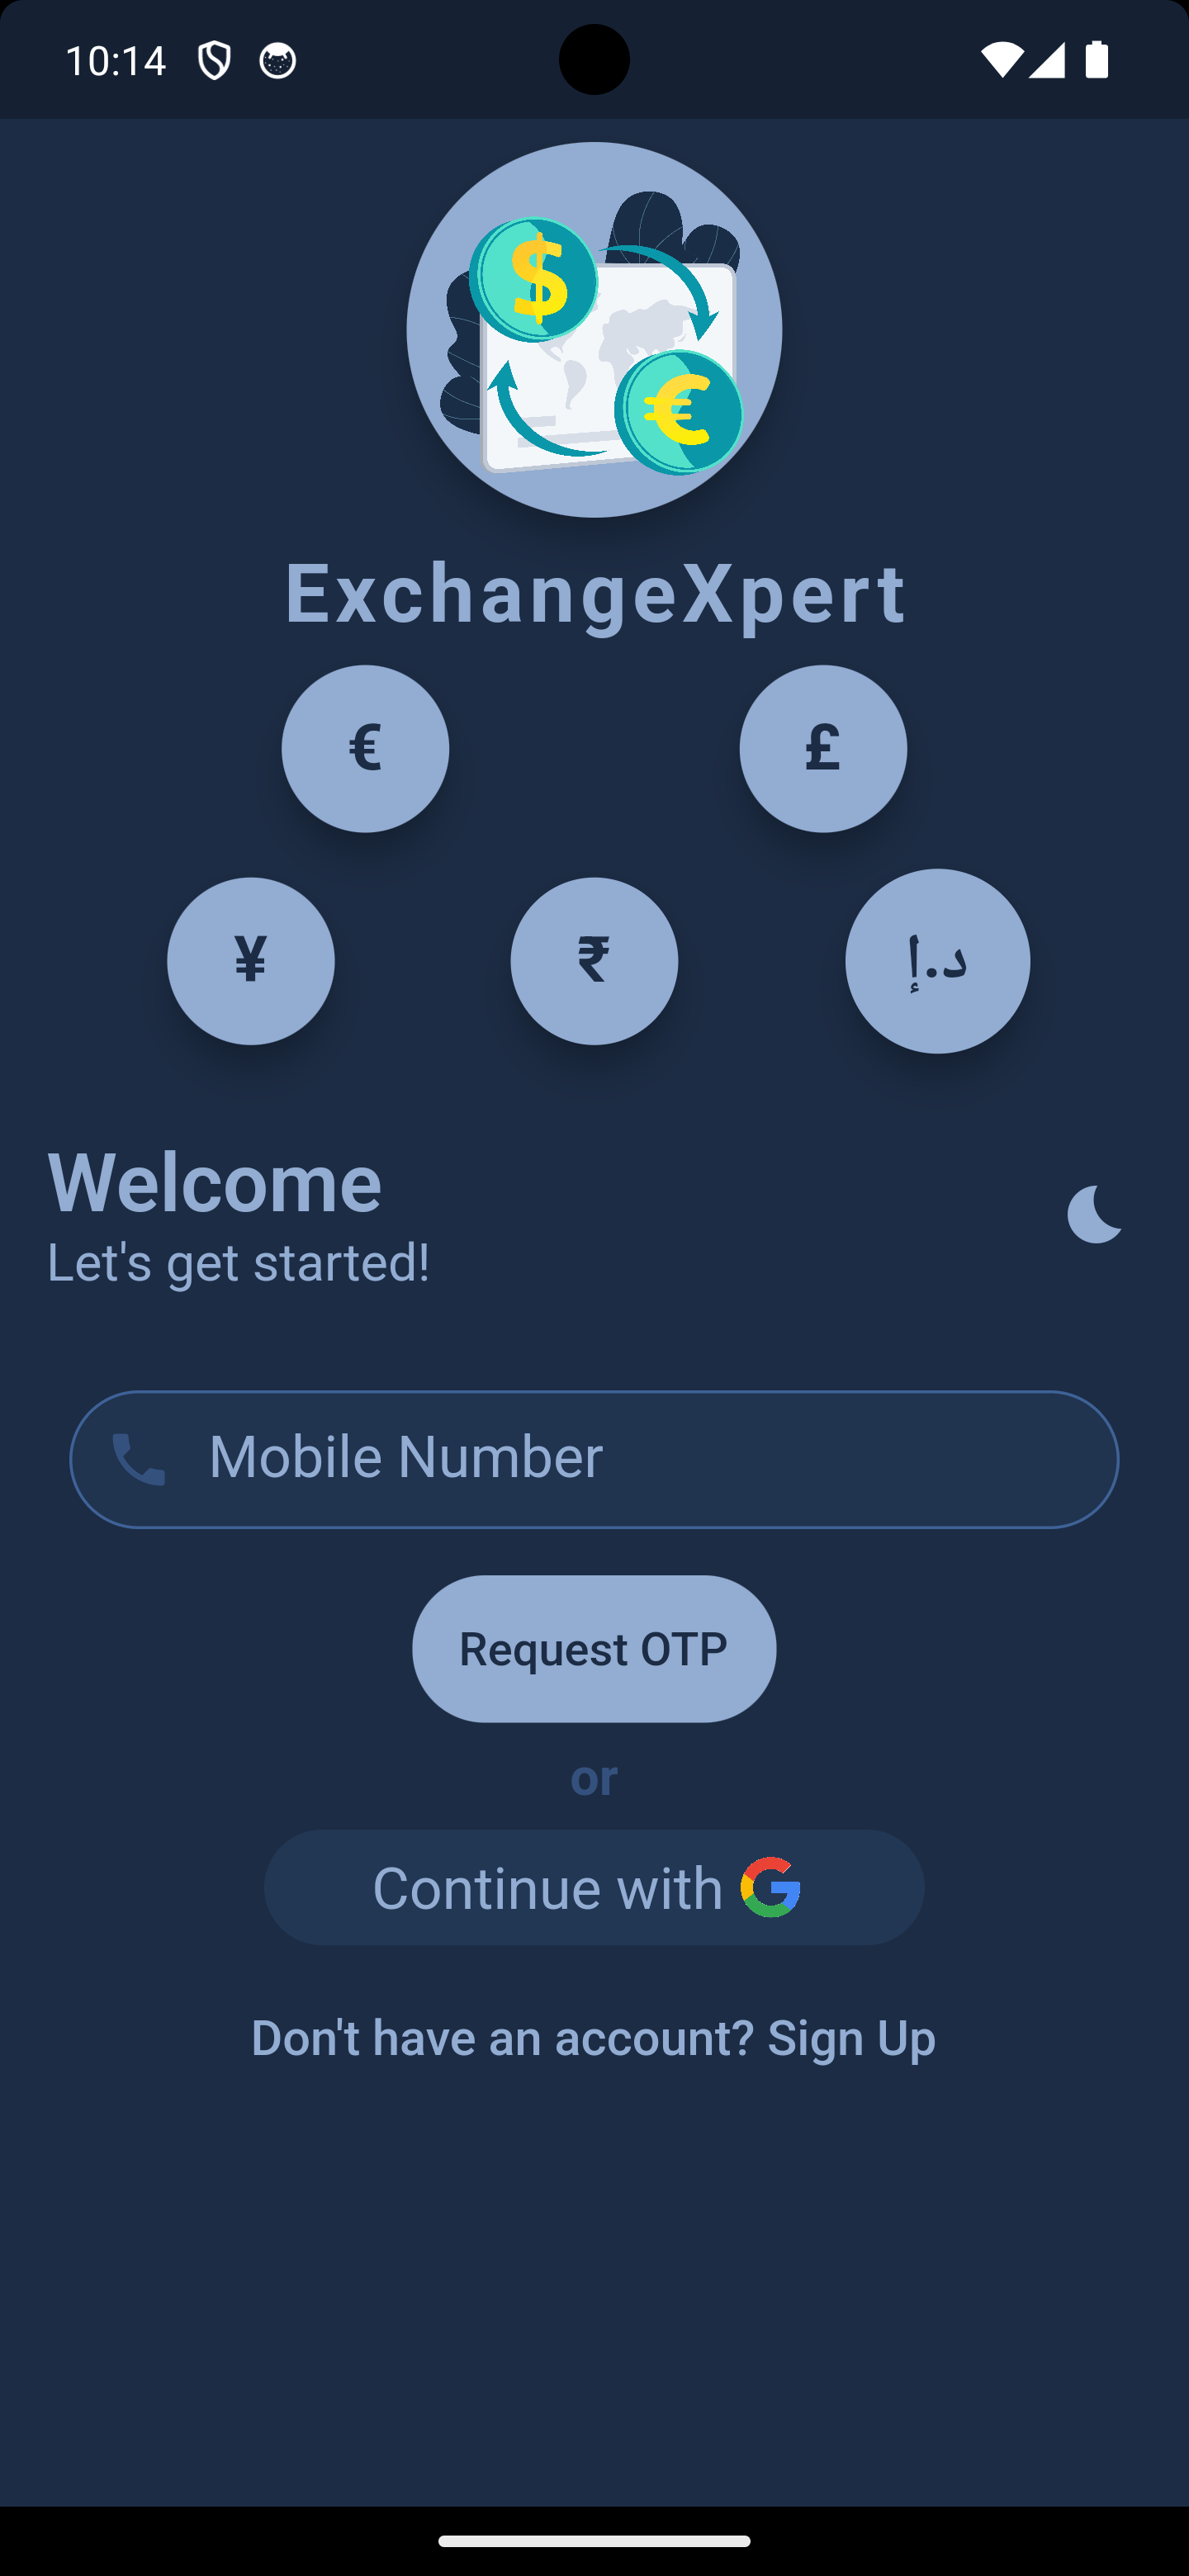 10:14
$
€
ExchangeXpert
€ £
¥ ₹ د.إ
Welcome
Let's get started!
Mobile Number
Request OTP
or
Continue with G
Don't have an account? Sign Up